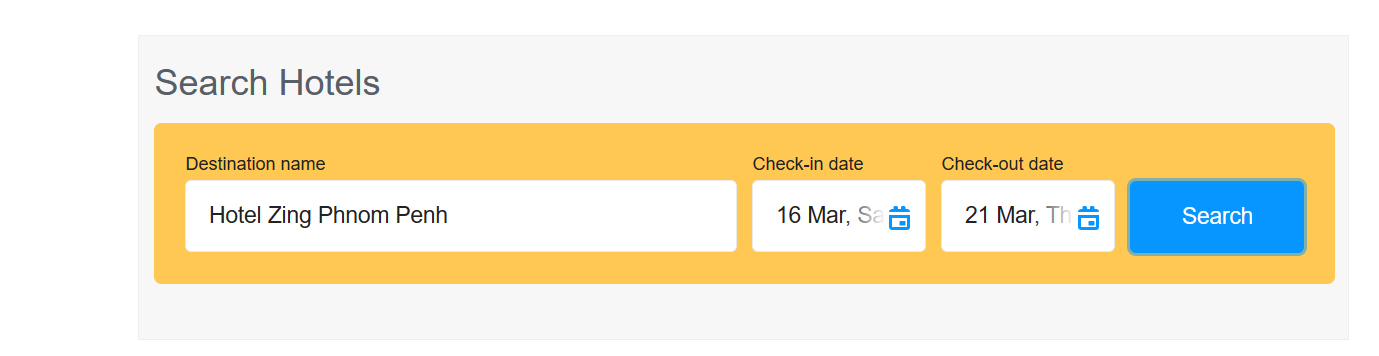 Search Hotels
Destination name
Hotel Zing Phnom Penh
Check-in date
16 Mar, Sa
Check-out date
21 Mar, Th
Search